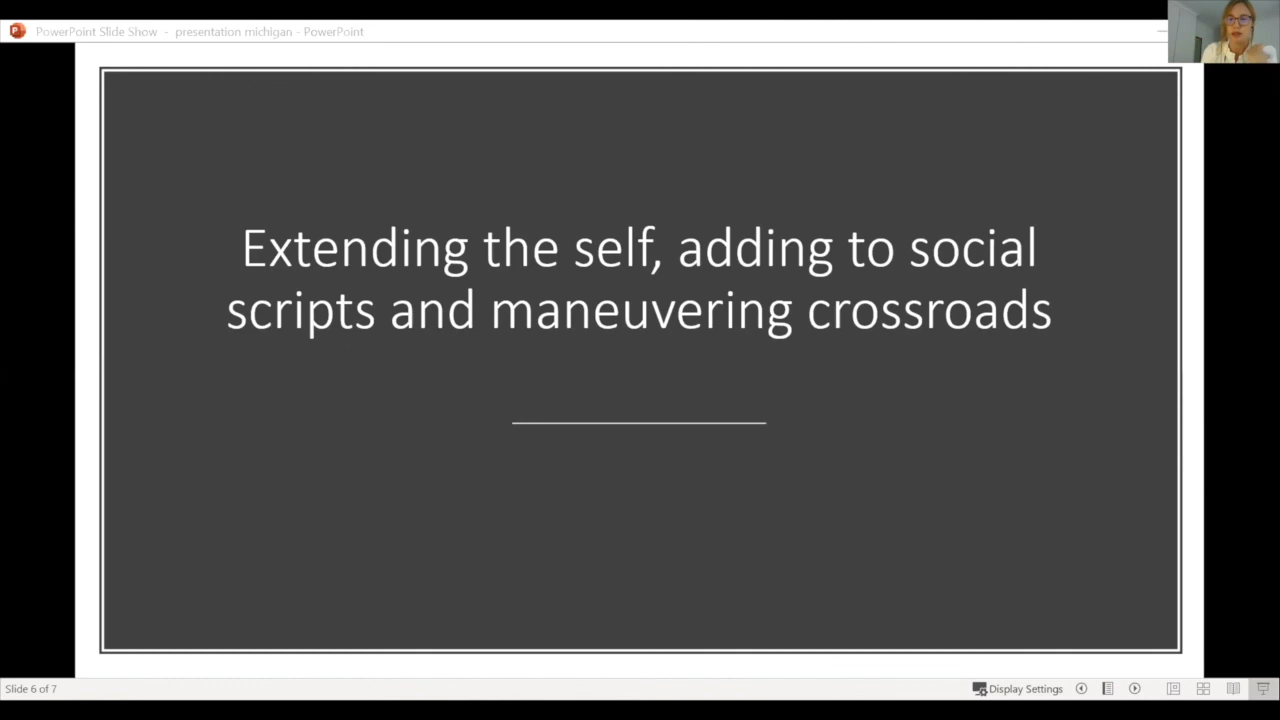 PowerPoint Slide Show - presentation michigan - PowerPoint
Extending the self, adding to social
scripts and maneuvering crossroads
Slide 6 of 7
Display Settings